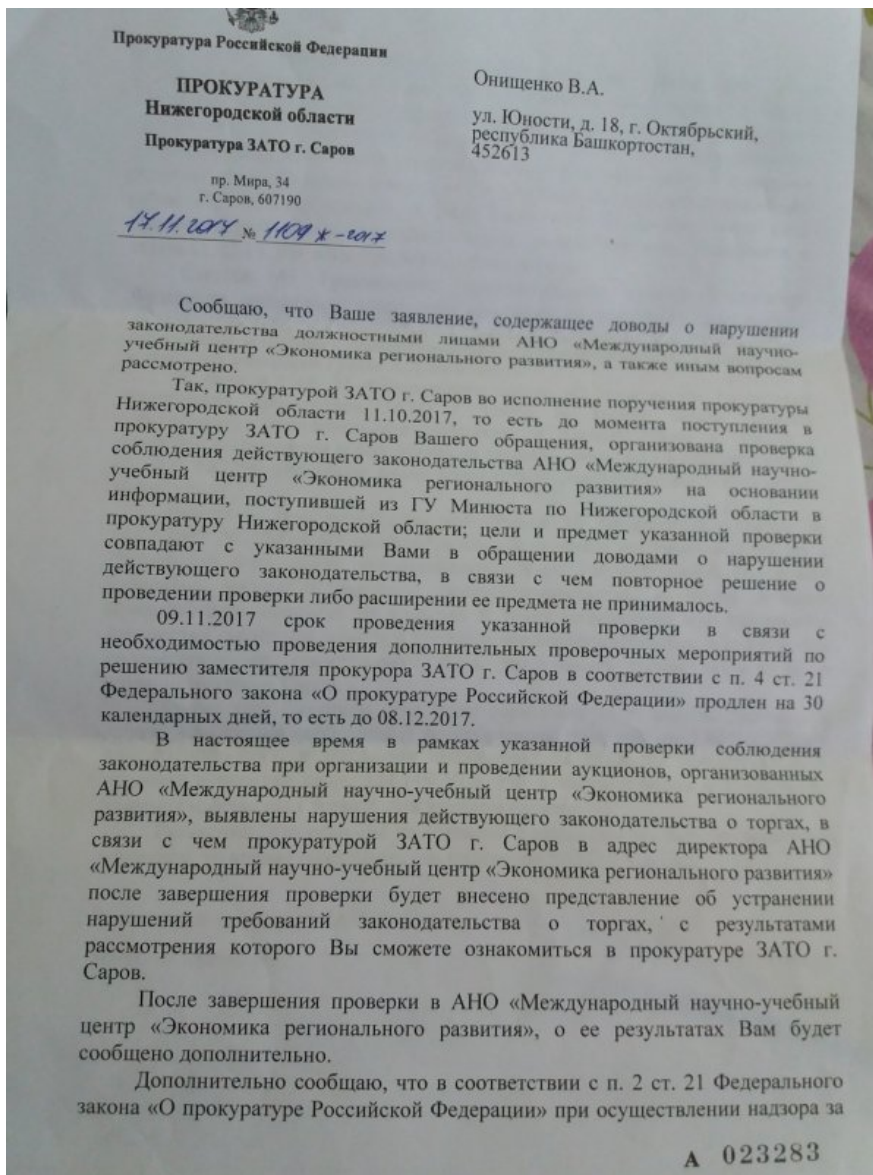 Прокуратура Российской Федерации
ПРОКУРАТУРА
Нижегородской области
Прокуратура ЗАТО г. Саров
пр. Мира, 34
г. Саров, 607190
17.11.2017 № 1109ж-2017
Онищенко В.А.
ул. Юности, д. 18, г. Октябрьский,
республика Башкортостан,
452613
Сообщаю, что Ваше заявление, содержащее доводы о нарушении
законодательства должностными лицами АНО «Международный научно-
учебный центр «Экономика регионального развития», а также иным вопросам
рассмотрено.
Так, прокуратурой ЗАТО г. Саров во исполнение поручения прокуратуры
Нижегородской области 11.10.2017, то есть до момента поступления в
прокуратуру ЗАТО г. Саров Вашего обращения, организована проверка
соблюдения действующего законодательства АНО «Международный научно-
учебный центр «Экономика регионального развития» на основании
информации, поступившей из ГУ Минюста по Нижегородской области в
прокуратуру Нижегородской области; цели и предмет указанной проверки
совпадают с указанными Вами в обращении доводами о нарушении
действующего законодательства, в связи с чем повторное решение о
проведении проверки либо расширении ее предмета не принималось.
09.11.2017 срок проведения указанной проверки в связи с
необходимостью проведения дополнительных проверочных мероприятий по
решению заместителя прокурора ЗАТО г. Саров в соответствии с п. 4 ст. 21
Федерального закона «О прокуратуре Российской Федерации» продлен на 30
календарных дней, то есть до 08.12.2017.
В настоящее время в рамках указанной проверки соблюдения
законодательства при организации и проведении аукционов, организованных
АНО «Международный научно-учебный центр «Экономика регионального
развития», выявлены нарушения действующего законодательства о торгах, в
связи с чем прокуратурой ЗАТО г. Саров в адрес директора АНО
«Международный научно-учебный центр «Экономика регионального развития»
после завершения проверки будет внесено представление об устранении
нарушений требований законодательства о торгах, с результатами
рассмотрения которого Вы сможете ознакомиться в прокуратуре ЗАТО г.
Саров.
После завершения проверки в АНО «Международный научно-учебный
центр «Экономика регионального развития», о ее результатах Вам будет
сообщено дополнительно.
Дополнительно сообщаю, что в соответствии с п. 2 ст. 21 Федерального
закона «О прокуратуре Российской Федерации» при осуществлении надзора за
А 023283